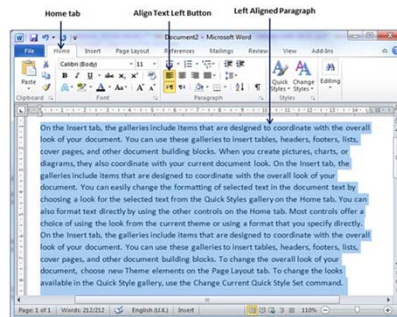 Home tab Align Text Left Button Left Aligned Paragraph
Document2 - Microsoft Word
File Home Insert Page Layout References Mailings Review View Add-Ins
Calibri (Body) 11
Paste
Quick Styles Change Styles Editing
Clipboard Font Paragraph Styles
On the Insert tab, the galleries include items that are designed to coordinate with the overall
look of your document. You can use these galleries to insert tables, headers, footers, lists,
cover pages, and other document building blocks. When you create pictures, charts, or
diagrams, they also coordinate with your current document look. On the Insert tab, the
galleries include items that are designed to coordinate with the overall look of your
document. You can easily change the formatting of selected text in the document text by
choosing a look for the selected text from the Quick Styles gallery on the Home tab. You can
also format text directly by using the other controls on the Home tab. Most controls offer a
choice of using the look from the current theme or using a format that you specify directly.
On the Insert tab, the galleries include items that are designed to coordinate with the overall
look of your document. You can use these galleries to insert tables, headers, footers, lists,
cover pages, and other document building blocks. To change the overall look of your
document, choose new Theme elements on the Page Layout tab. To change the looks
available in the Quick Style gallery, use the Change Current Quick Style Set command.
Page: 1 of 1 Words: 212/212 English (U.K.) Insert 110%